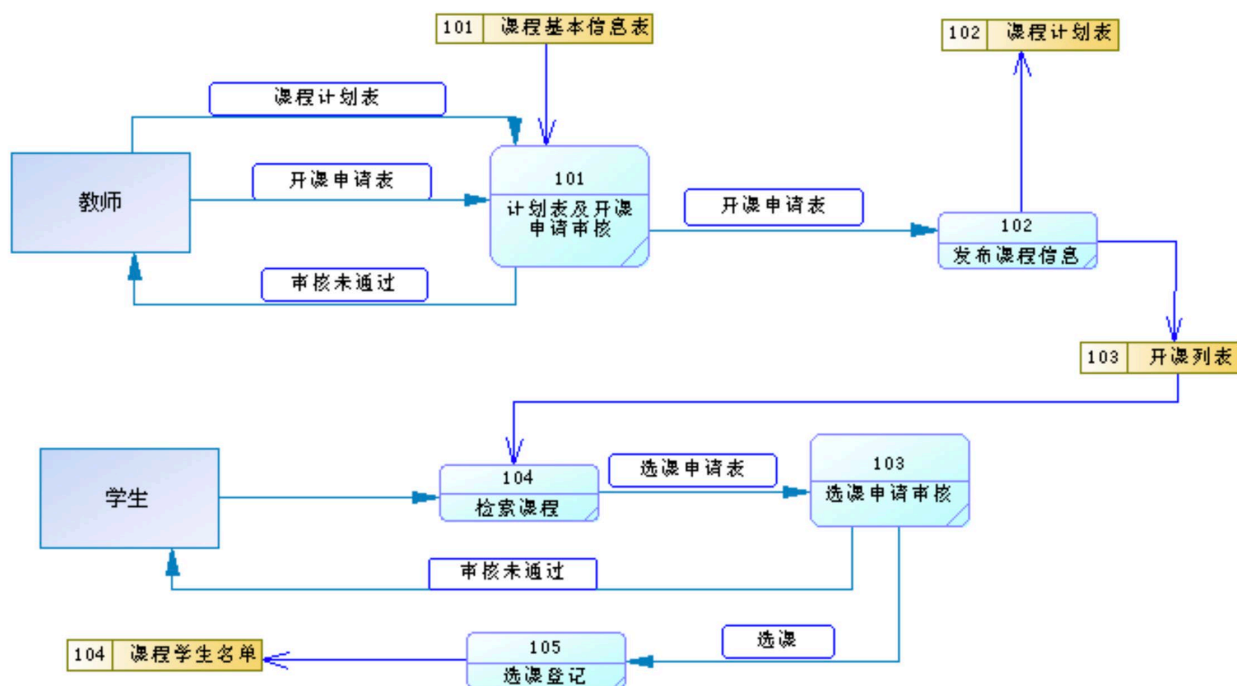 101 课程基本信息表
102 课程计划表
课程计划表
教师
开课申请表
101
计划表及开课
申请审核
开课申请表
102
发布课程信息
审核未通过
103 开课列表
学生
104
检索课程
选课申请表
103
选课申请审核
审核未通过
104 课程学生名单
105
选课登记
选课